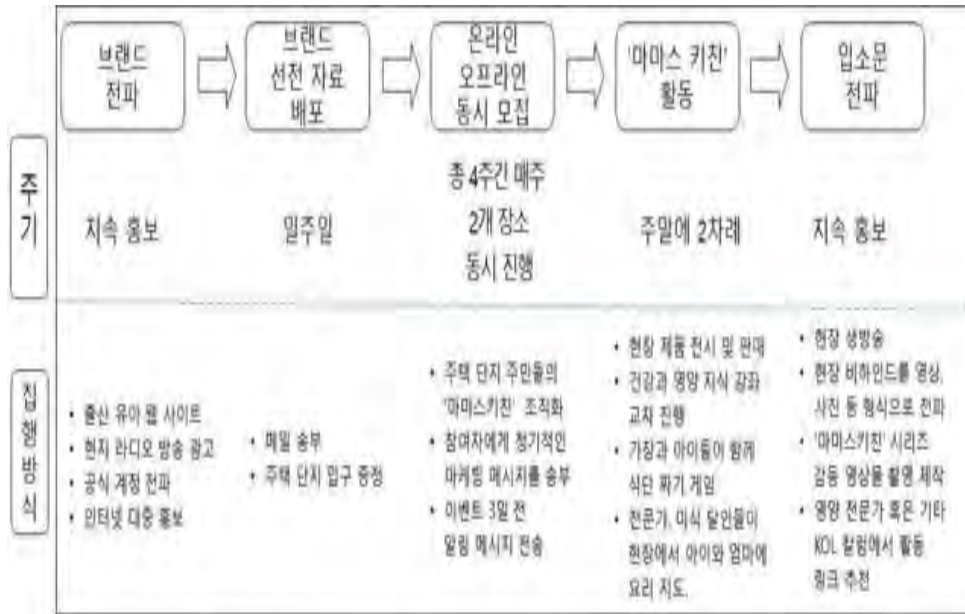 브랜드
전파
브랜드
선전 자료
배포
온라인
오프라인
동시 모집
'마마스 키친'
활동
입소문
전파
주기
지속 홍보
일주일
총 4주간 매주
2개 장소
동시 진행
주말에 2차례
지속 홍보
집행방식
• 출산 유아 웹 사이트
• 현지 라디오 방송 광고
• 공식 계정 전파
• 인터넷 대중 홍보
• 메일 송부
• 주택 단지 입구 증정
• 주택 단지 주민들의
'마미스키친' 조직화
• 참여자에게 정기적인
마케팅 메시지를 송부
• 이벤트 3일 전
알림 메시지 전송
• 현장 제품 전시 및 판매
• 건강과 영양 지식 강좌
교차 진행
• 가장과 아이들이 함께
식단 짜기 게임
• 전문가, 미식 달인들이
현장에서 아이와 엄마에
요리 지도.
• 현장 생방송
• 현장 비하인드를 영상,
사진 등 형식으로 전파
• '마미스키친' 시리즈
감동 영상물 촬영 제작
• 영양 전문가 혹은 기타
KOL 칼럼에서 활동
링크 추천